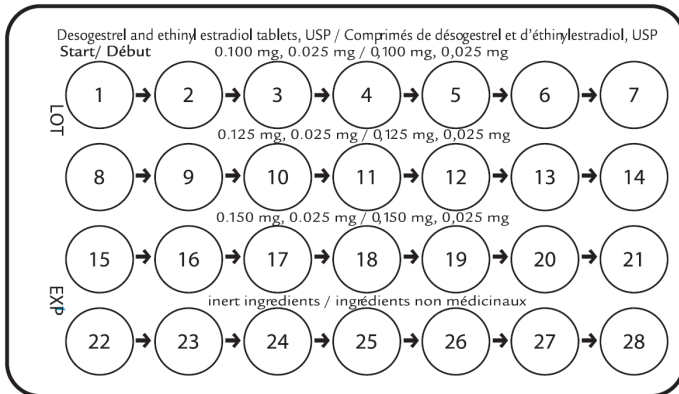 Desogestrel and ethinyl estradiol tablets, USP / Comprimés de désogestrel et d'éthinylestradiol, USP
Start/ Début 0.100 mg, 0.025 mg / 0,100 mg, 0,025 mg
1 2 3 4 5 6 7
LOT
0.125 mg, 0.025 mg / 0,125 mg, 0,025 mg
8 9 10 11 12 13 14
0.150 mg, 0.025 mg / 0,150 mg, 0,025 mg
15 16 17 18 19 20 21
EXP
inert ingredients / ingrédients non médicinaux
22 23 24 25 26 27 28